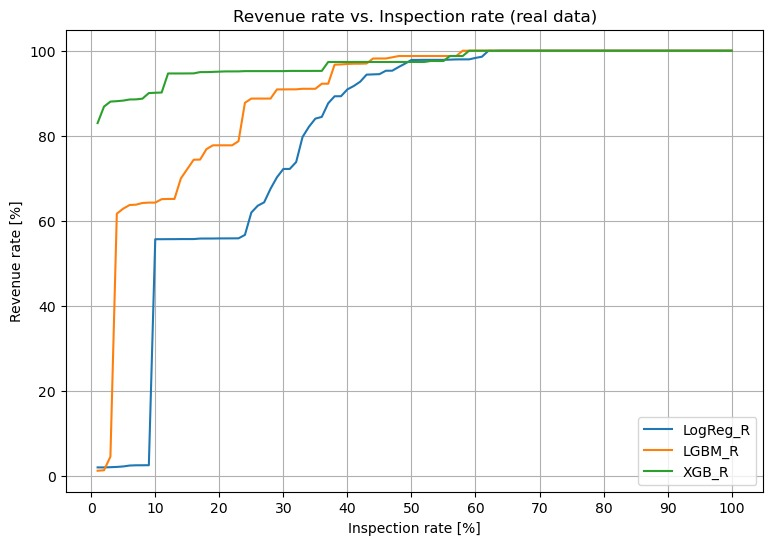 Revenue rate vs. Inspection rate (real data)
Revenue rate [%]
100
80
60
40
20
0
0 10 20 30 40 50 60 70 80 90 100
Inspection rate [%]
LogReg_R
LGBM_R
XGB_R